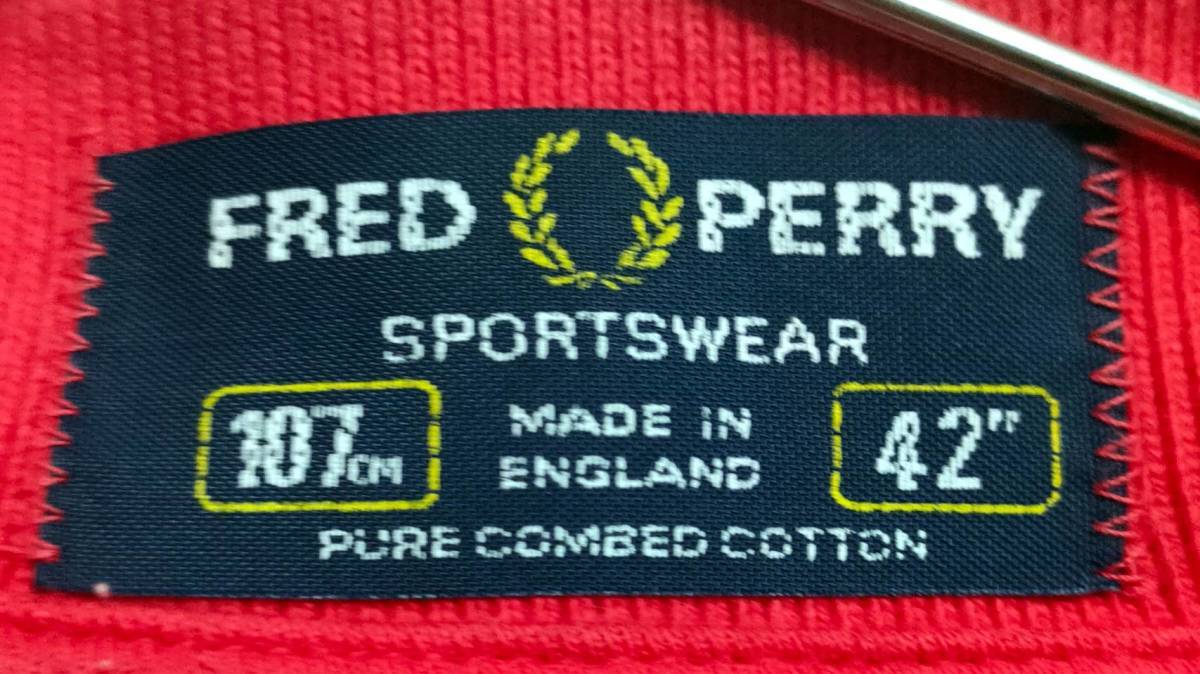 FRED PERRY
SPORTSWEAR
107CM MADE IN 42"
ENGLAND
PURE COMBED COTTON